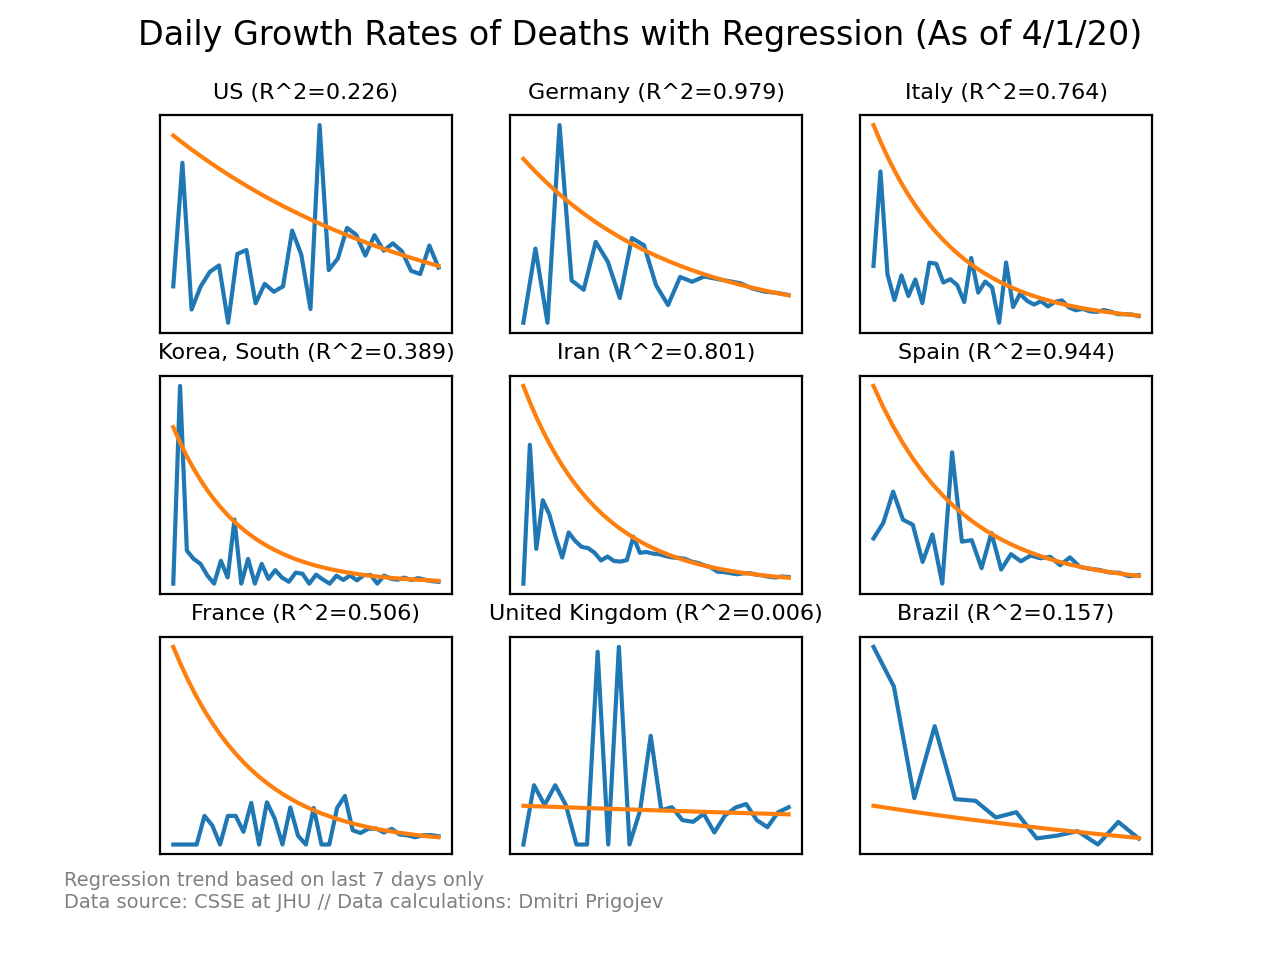 Daily Growth Rates of Deaths with Regression (As of 4/1/20)
US (R^2=0.226)
Germany (R^2=0.979)
Italy (R^2=0.764)
Korea, South (R^2=0.389)
Iran (R^2=0.801)
Spain (R^2=0.944)
France (R^2=0.506)
United Kingdom (R^2=0.006)
Brazil (R^2=0.157)
Regression trend based on last 7 days only
Data source: CSSE at JHU // Data calculations: Dmitri Prigojev